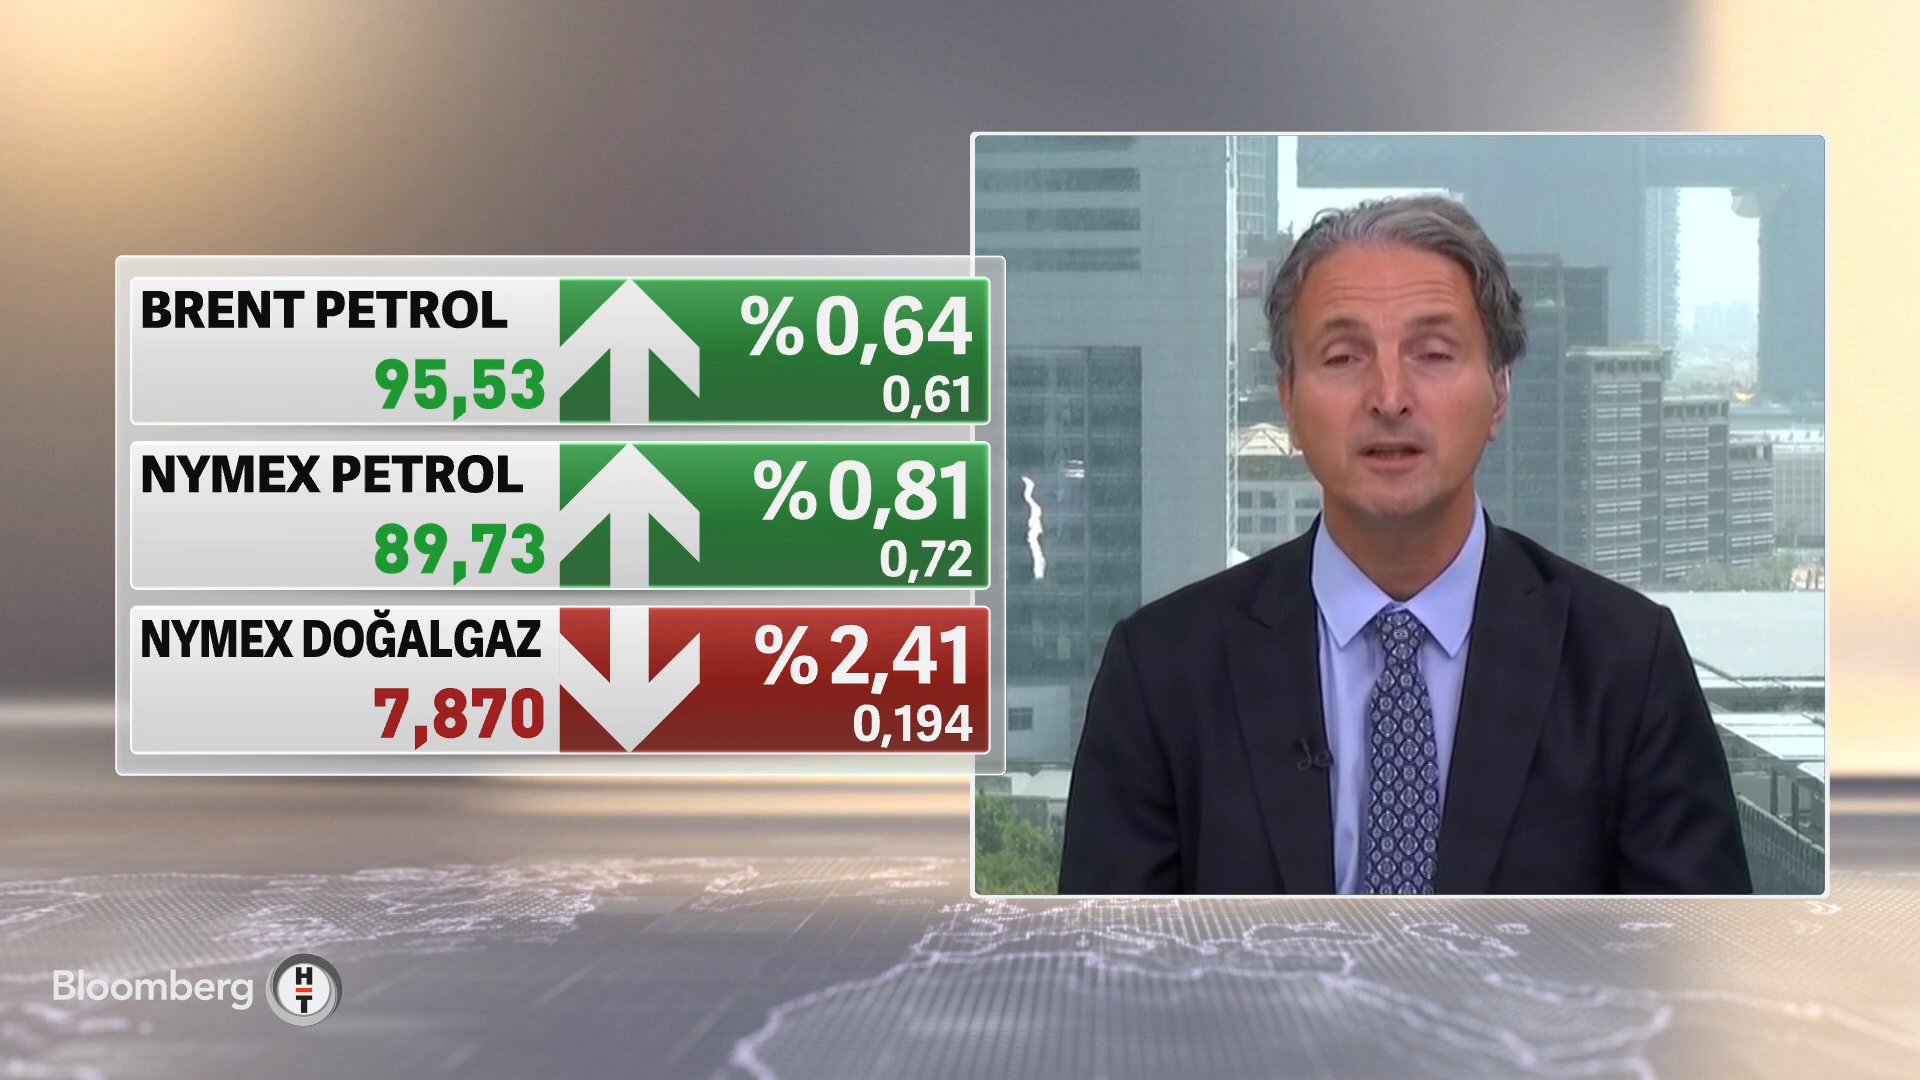 BRENT PETROL
95,53
%0,64
0,61
NYMEX PETROL
89,73
%0,81
0,72
NYMEX DOĞALGAZ
7,870
%2,41
0,194
Bloomberg HT